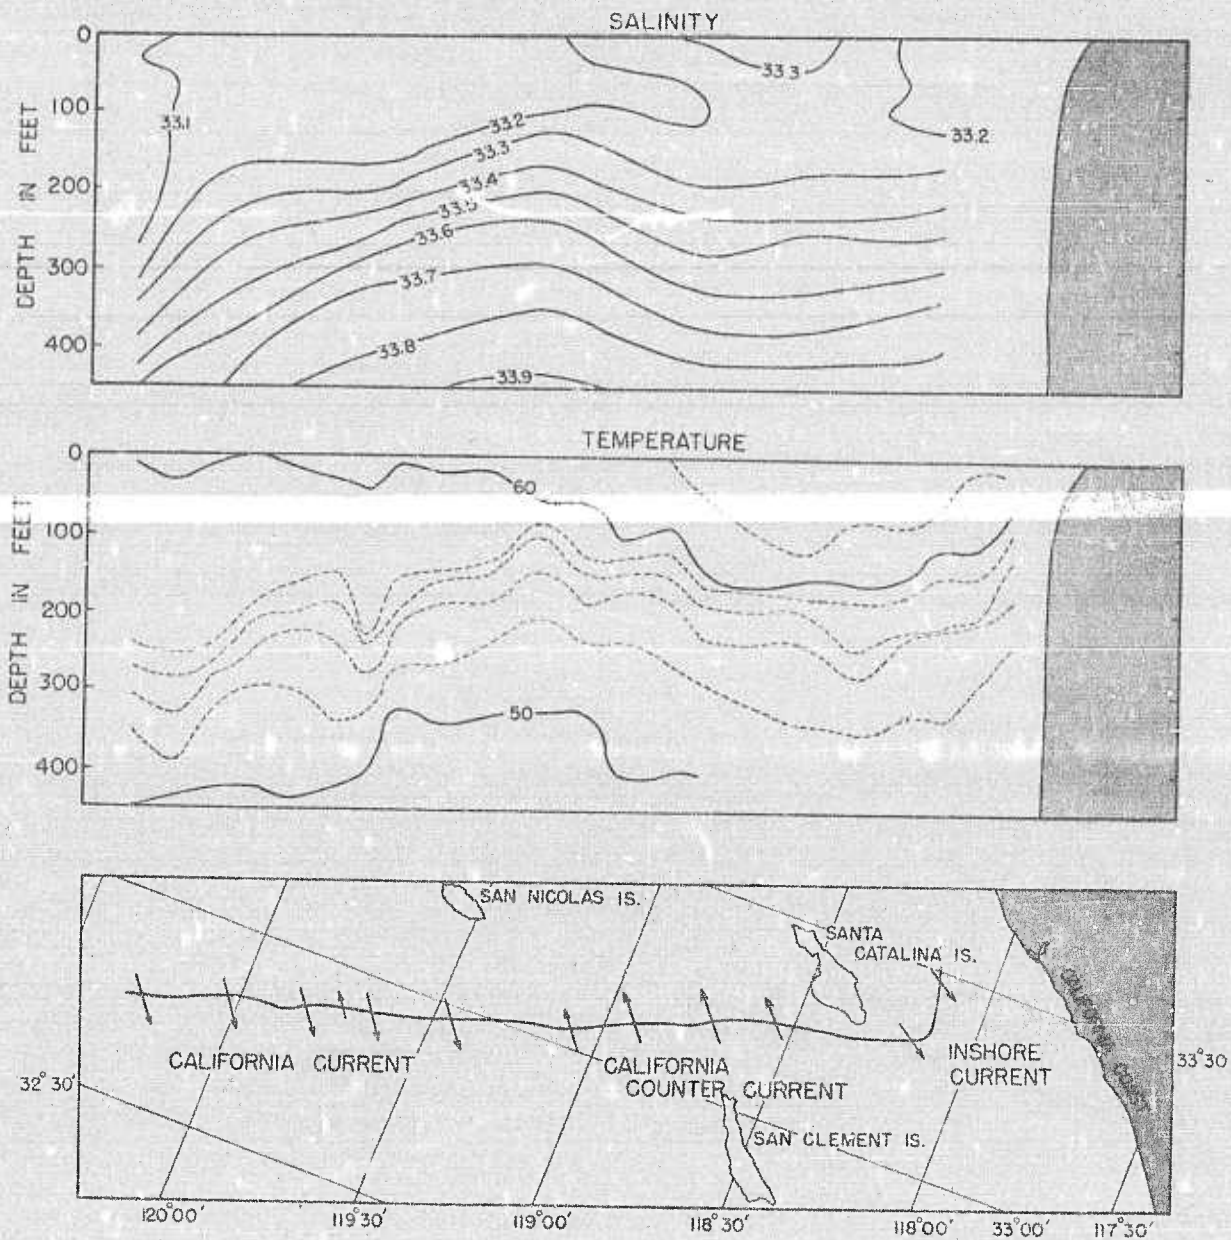 SALINITY
0
100
200
300
400
DEPTH IN FEET
33.1
33.2
33.3
33.4
33.5
33.6
33.7
33.8
33.9
33.3
33.2
TEMPERATURE
0
100
200
300
400
DEPTH IN FEET
60
50
SAN NICOLAS IS.
SANTA
CATALINA IS.
CALIFORNIA COAST
CALIFORNIA CURRENT
CALIFORNIA
COUNTER CURRENT
INSHORE
CURRENT
SAN CLEMENT IS.
32°30'
33°30
120°00'
119°30'
119°00'
118°30'
118°00'
33°00'
117°30'